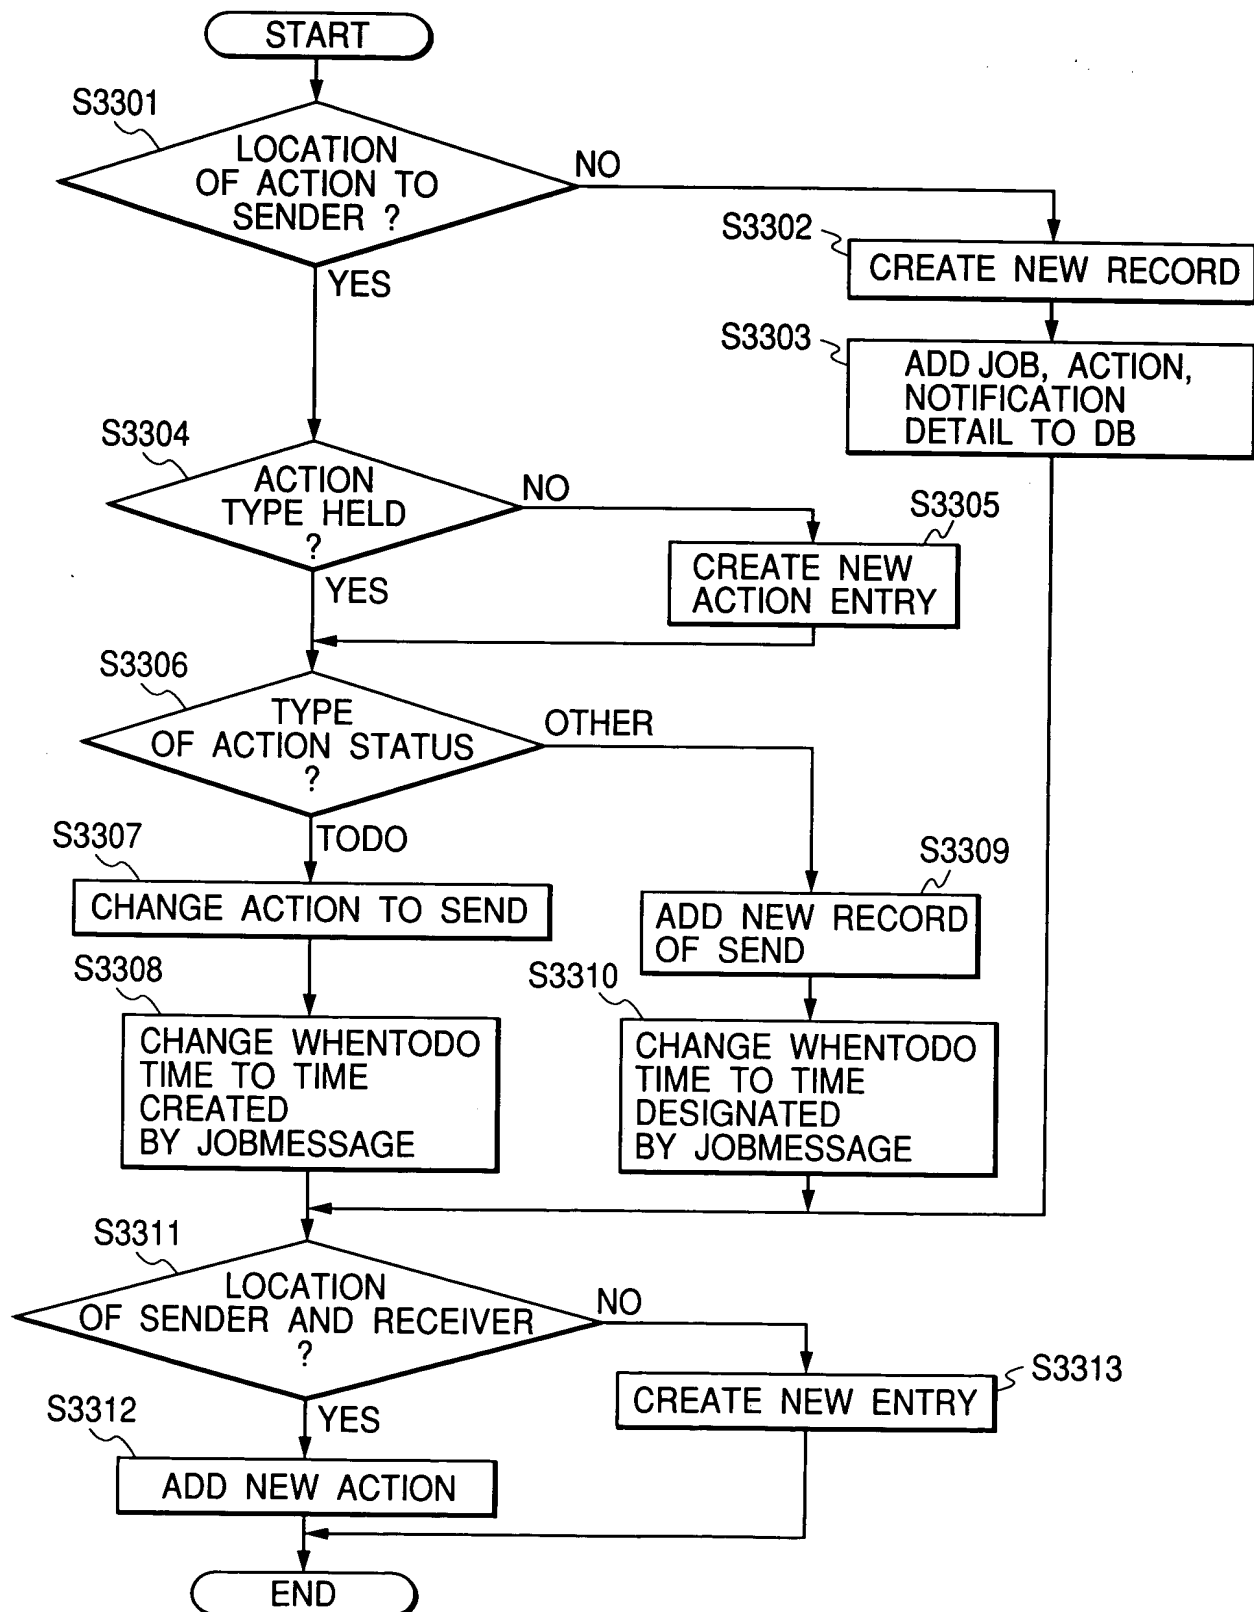 START
S3301
LOCATION
OF ACTION TO
SENDER ?
NO
YES
S3302
CREATE NEW RECORD
S3303
ADD JOB, ACTION,
NOTIFICATION
DETAIL TO DB
S3304
ACTION
TYPE HELD
?
NO
YES
S3305
CREATE NEW
ACTION ENTRY
S3306
TYPE
OF ACTION STATUS
?
OTHER
TODO
S3307
CHANGE ACTION TO SEND
S3308
CHANGE WHENTODO
TIME TO TIME
CREATED
BY JOBMESSAGE
S3309
ADD NEW RECORD
OF SEND
S3310
CHANGE WHENTODO
TIME TO TIME
DESIGNATED
BY JOBMESSAGE
S3311
LOCATION
OF SENDER AND RECEIVER
?
NO
YES
S3312
ADD NEW ACTION
S3313
CREATE NEW ENTRY
END